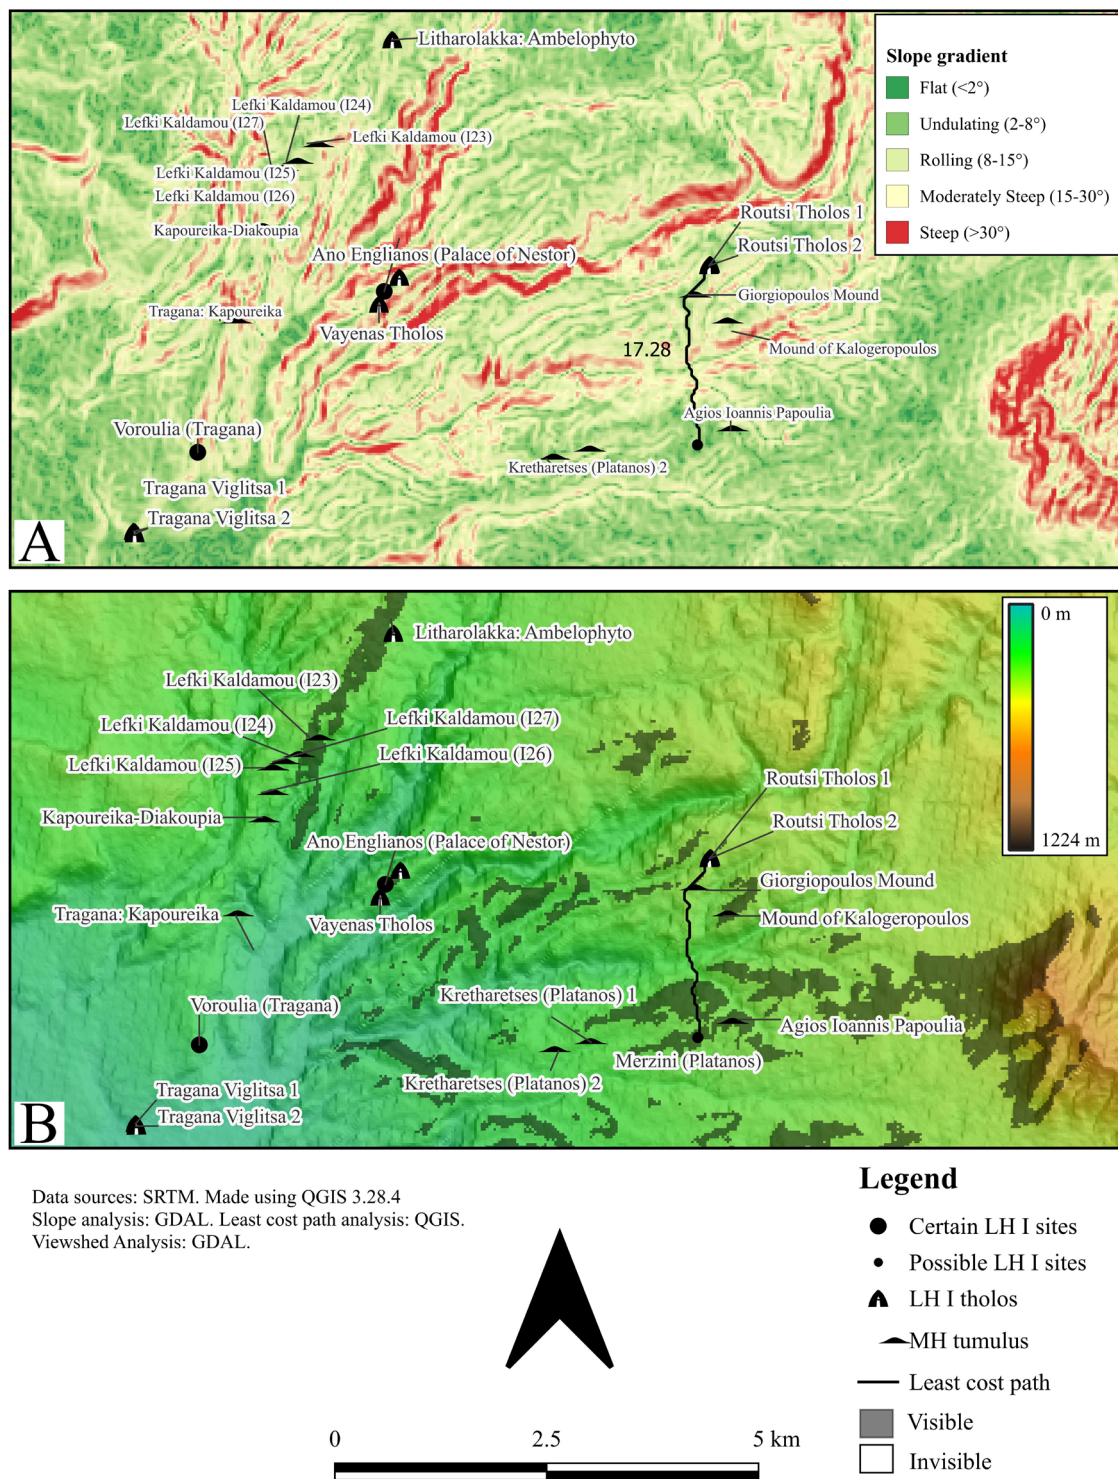 Litharolakka: Ambelophyto
Slope gradient
Flat (<2°)
Undulating (2-8°)
Rolling (8-15°)
Moderately Steep (15-30°)
Steep (>30°)
Lefki Kaldamou (I24)
Lefki Kaldamou (I27)
Lefki Kaldamou (I23)
Lefki Kaldamou (I25)
Lefki Kaldamou (I26)
Kapoureika-Diakoupia
Routsi Tholos 1
Routsi Tholos 2
Ano Englianos (Palace of Nestor)
Giorgiopoulos Mound
Tragana: Kapoureika
Vayenas Tholos
17.28
Mound of Kalogeropoulos
Agios Ioannis Papoulia
Voroulia (Tragana)
Kretharetses (Platanos) 2
Tragana Viglitsa 1
Tragana Viglitsa 2
A
0 m
1224 m
Litharolakka: Ambelophyto
Lefki Kaldamou (I23)
Lefki Kaldamou (I24)
Lefki Kaldamou (I27)
Lefki Kaldamou (I25)
Lefki Kaldamou (I26)
Routsi Tholos 1
Kapoureika-Diakoupia
Routsi Tholos 2
Ano Englianos (Palace of Nestor)
Giorgiopoulos Mound
Tragana: Kapoureika
Vayenas Tholos
Mound of Kalogeropoulos
Kretharetses (Platanos) 1
Voroulia (Tragana)
Agios Ioannis Papoulia
Merzini (Platanos)
Kretharetses (Platanos) 2
Tragana Viglitsa 1
Tragana Viglitsa 2
B
Data sources: SRTM. Made using QGIS 3.28.4
Slope analysis: GDAL. Least cost path analysis: QGIS.
Viewshed Analysis: GDAL.
Legend
Certain LH I sites
Possible LH I sites
LH I tholos
MH tumulus
Least cost path
Visible
Invisible
0 2.5 5 km